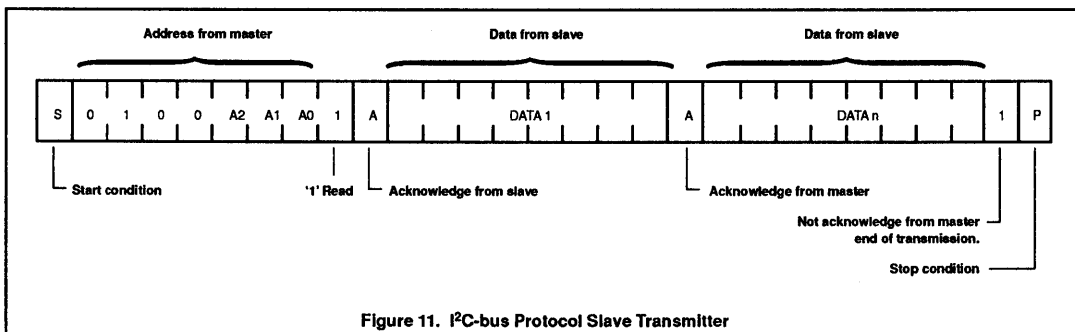 Address from master
Data from slave
Data from slave
S 0 1 0 0 A2 A1 A0 1 A DATA 1 A DATA n 1 P
Start condition
'1' Read
Acknowledge from slave
Acknowledge from master
Not acknowledge from master
end of transmission.
Stop condition
Figure 11. I²C-bus Protocol Slave Transmitter